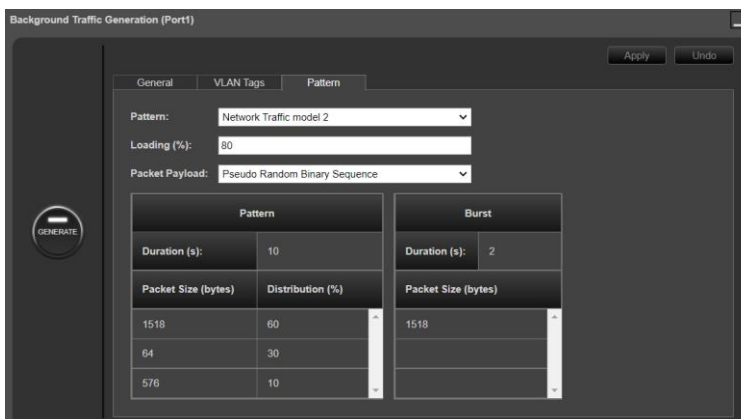 Background Traffic Generation (Port1)
Apply Undo
General VLAN Tags Pattern
Pattern: Network Traffic model 2
Loading (%): 80
Packet Payload: Pseudo Random Binary Sequence
GENERATE
Pattern Burst
Duration (s): 10 Duration (s): 2
Packet Size (bytes) Distribution (%) Packet Size (bytes)
1518 60 1518
64 30
576 10